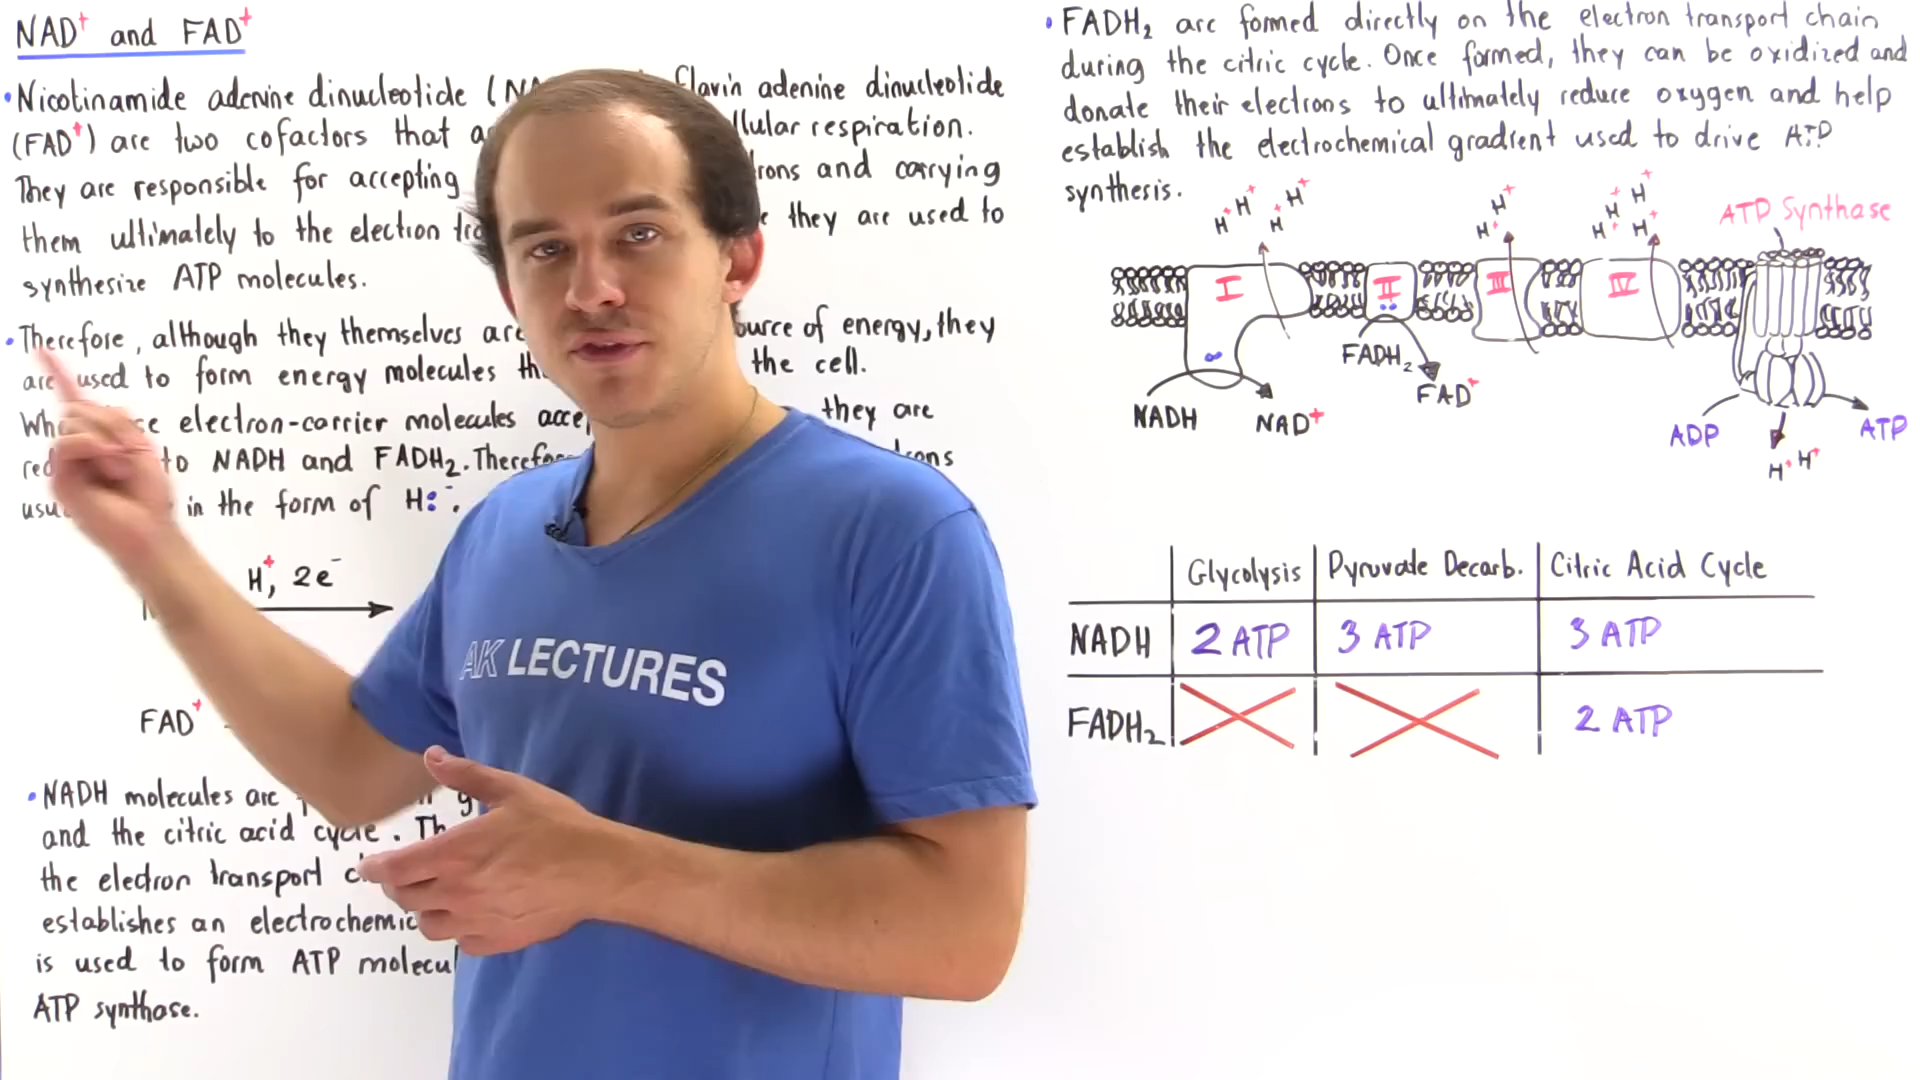 NAD+ and FAD+
• Nicotinamide adenine dinucleotide (N Flavin adenine dinucleotide
(FAD+) are two cofactors that a llular respiration.
They are responsible for accepting rons and carrying
them ultimately to the electron tra e they are used to
synthesize ATP molecules.
• Therefore, although they themselves are ource of energy, they
are used to form energy molecules th the cell.
Wh se electron-carrier molecules acce they are
red to NADH and FADH₂. Therefo rons
usu in the form of H:⁻.
H+, 2e⁻
FAD+
• NADH molecules are g
and the citric acid cycle. Th
the electron transport c
establishes an electrochemic
is used to form ATP molecul
ATP synthase.
AK LECTURES
• FADH₂ are formed directly on the electron transport chain
during the citric cycle. Once formed, they can be oxidized and
donate their electrons to ultimately reduce oxygen and help
establish the electrochemical gradient used to drive ATP
synthesis.
H+ H+ H+ H+
H+ H+
H+ H+ H+ H+
ATP Synthase
I II III IV
NADH NAD+
FADH₂ FAD+
ADP ATP
H+ H+
Glycolysis Pyruvate Decarb. Citric Acid Cycle
NADH 2 ATP 3 ATP 3 ATP
FADH₂ 2 ATP